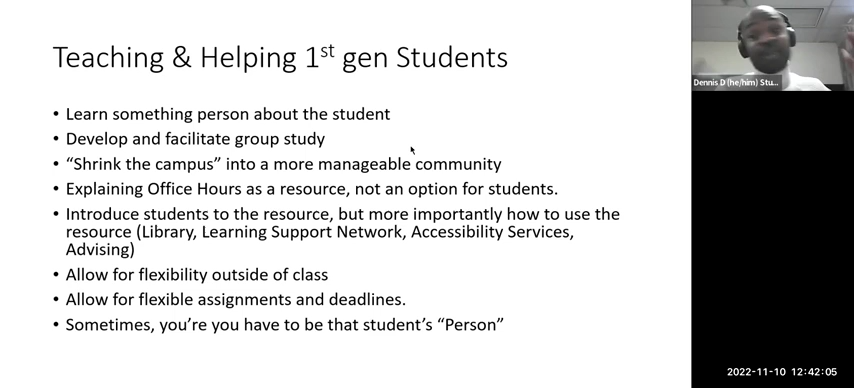 Teaching & Helping 1st gen Students
• Learn something person about the student
• Develop and facilitate group study
• “Shrink the campus” into a more manageable community
• Explaining Office Hours as a resource, not an option for students.
• Introduce students to the resource, but more importantly how to use the
resource (Library, Learning Support Network, Accessibility Services,
Advising)
• Allow for flexibility outside of class
• Allow for flexible assignments and deadlines.
• Sometimes, you’re you have to be that student’s “Person”
Dennis D (he/him) Stu...
2022-11-10 12:42:05